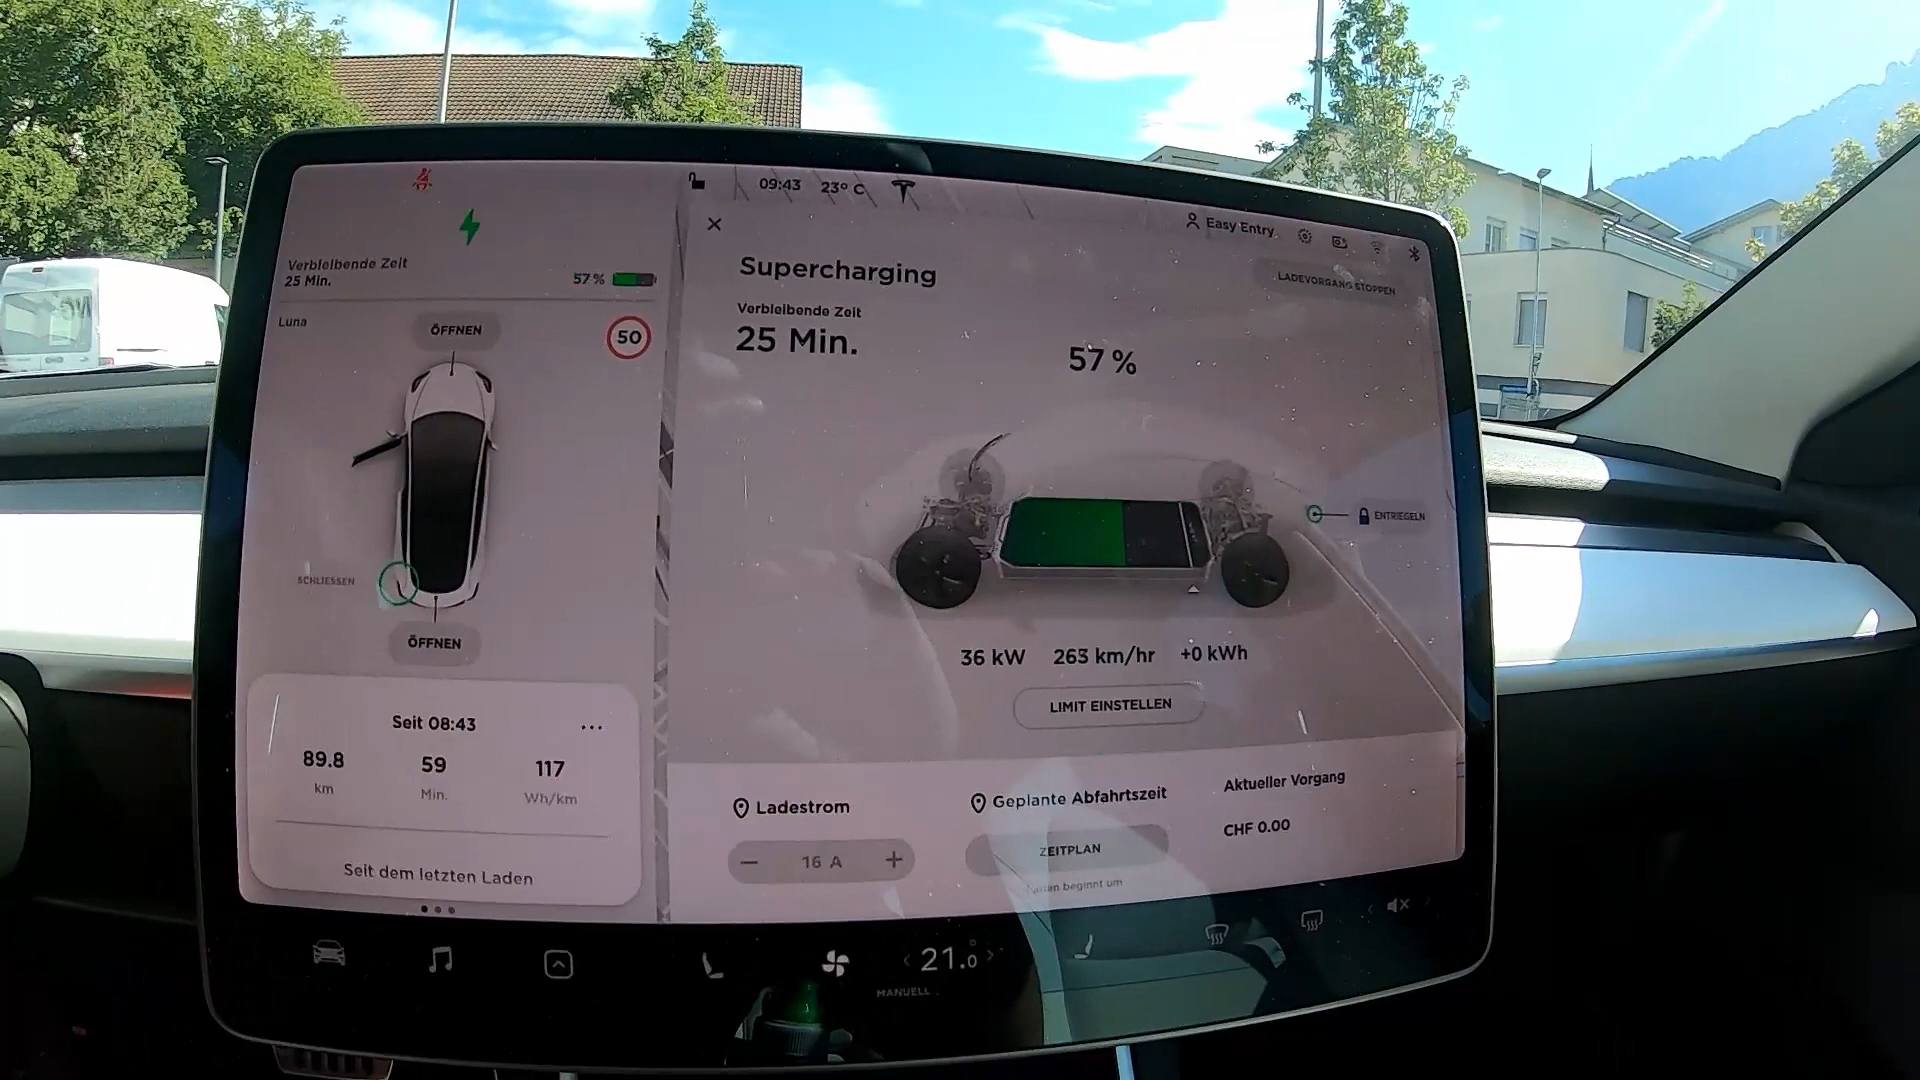 09:43 23° C
Verbleibende Zeit
25 Min.
57 %
Luna
ÖFFNEN
50
SCHLIESSEN
ÖFFNEN
Seit 08:43
...
89.8 59 117
km Min. Wh/km
Seit dem letzten Laden
Easy Entry
Supercharging
LADEVORGANG STOPPEN
Verbleibende Zeit
25 Min.
57 %
ENTRIEGELN
36 kW 263 km/hr +0 kWh
LIMIT EINSTELLEN
Ladestrom
− 16 A +
Geplante Abfahrtszeit
ZEITPLAN
beginnt um
Aktueller Vorgang
CHF 0.00
< 21.0 >
MANUELL